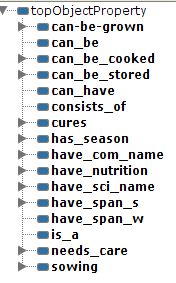 topObjectProperty
can-be-grown
can_be
can_be_cooked
can_be_stored
can_have
consists_of
cures
has_season
have_com_name
have_nutrition
have_sci_name
have_span_s
have_span_w
is_a
needs_care
sowing